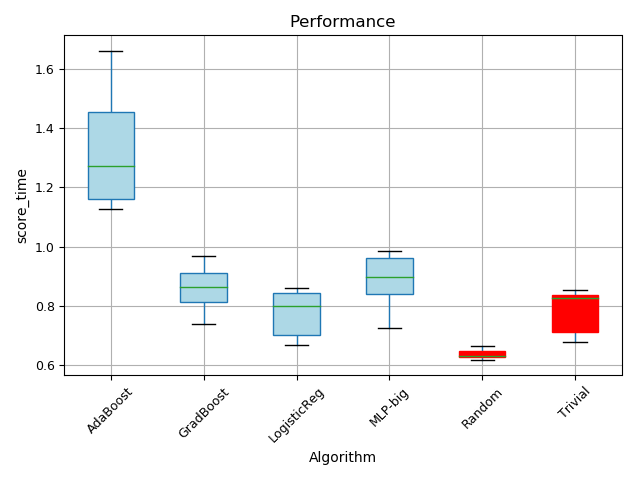 Performance
score_time
1.6
1.4
1.2
1.0
0.8
0.6
AdaBoost
GradBoost
LogisticReg
MLP-big
Random
Trivial
Algorithm